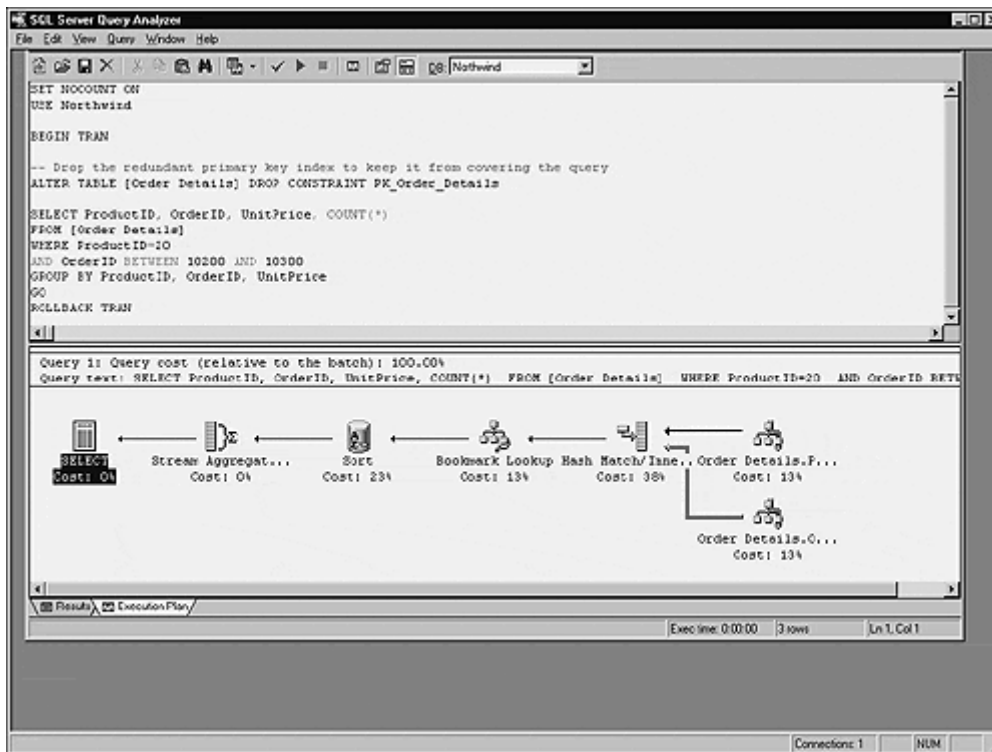 SQL Server Query Analyzer
File Edit View Query Window Help
DB: Northwind
SET NOCOUNT ON
USE Northwind
BEGIN TRAN
-- Drop the redundant primary key index to keep it from covering the query
ALTER TABLE [Order Details] DROP CONSTRAINT PK_Order_Details
SELECT ProductID, OrderID, UnitPrice, COUNT(*)
FROM [Order Details]
WHERE ProductID=20
AND OrderID BETWEEN 10200 AND 10300
GROUP BY ProductID, OrderID, UnitPrice
GO
ROLLBACK TRAN
Query 1: Query cost (relative to the batch): 100.00%
Query text: SELECT ProductID, OrderID, UnitPrice, COUNT(*) FROM [Order Details] WHERE ProductID=20 AND OrderID BETW
SELECT Stream Aggregat... Sort Bookmark Lookup Hash Match/Inne... Order Details.P...
Cost: 0% Cost: 0% Cost: 23% Cost: 13% Cost: 38% Cost: 13%
Order Details.O...
Cost: 13%
Results Execution Plan
Exec time: 0:00:00 3 rows Ln 1, Col 1
Connections: 1 NUM